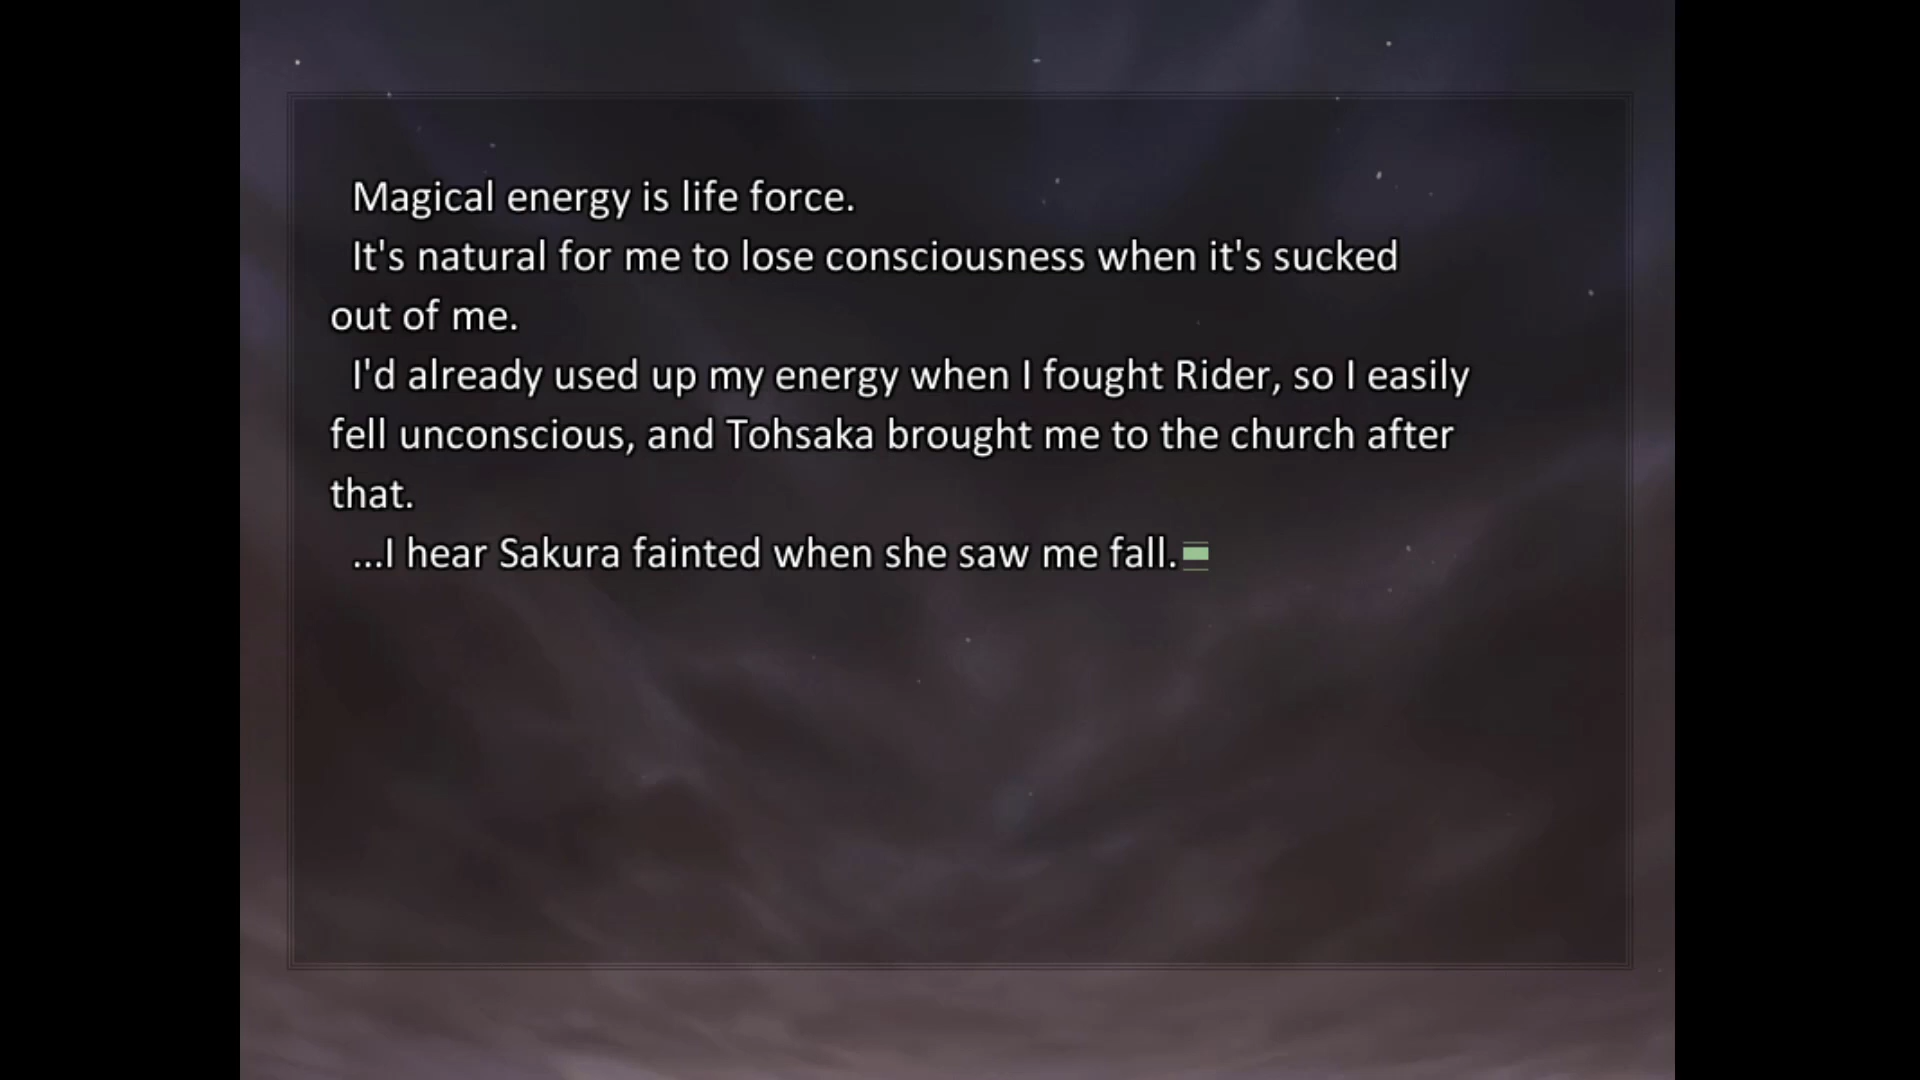 Magical energy is life force.
It's natural for me to lose consciousness when it's sucked
out of me.
I'd already used up my energy when I fought Rider, so I easily
fell unconscious, and Tohsaka brought me to the church after
that.
...I hear Sakura fainted when she saw me fall.